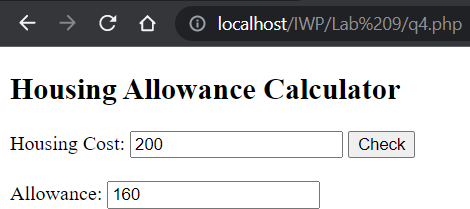 localhost/IWP/Lab%209/q4.php
Housing Allowance Calculator
Housing Cost: 200 Check
Allowance: 160